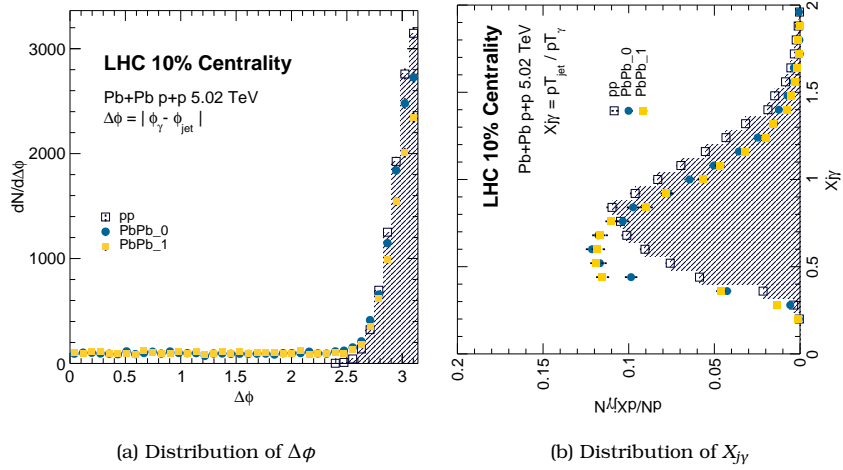 LHC 10% Centrality
Pb+Pb p+p 5.02 TeV
Δϕ = | ϕγ - ϕjet |
pp
PbPb_0
PbPb_1
dN/dΔϕ
3000
2000
1000
0
0 0.5 1 1.5 2 2.5 3
Δϕ
(a) Distribution of Δϕ
LHC 10% Centrality
Pb+Pb p+p 5.02 TeV
Xjγ = pTjet / pTγ
pp
PbPb_0
PbPb_1
0 0.5 1 1.5 2
Xjγ
0.2 0.15 0.1 0.05 0
dN/dXjγ/N
(b) Distribution of Xjγ